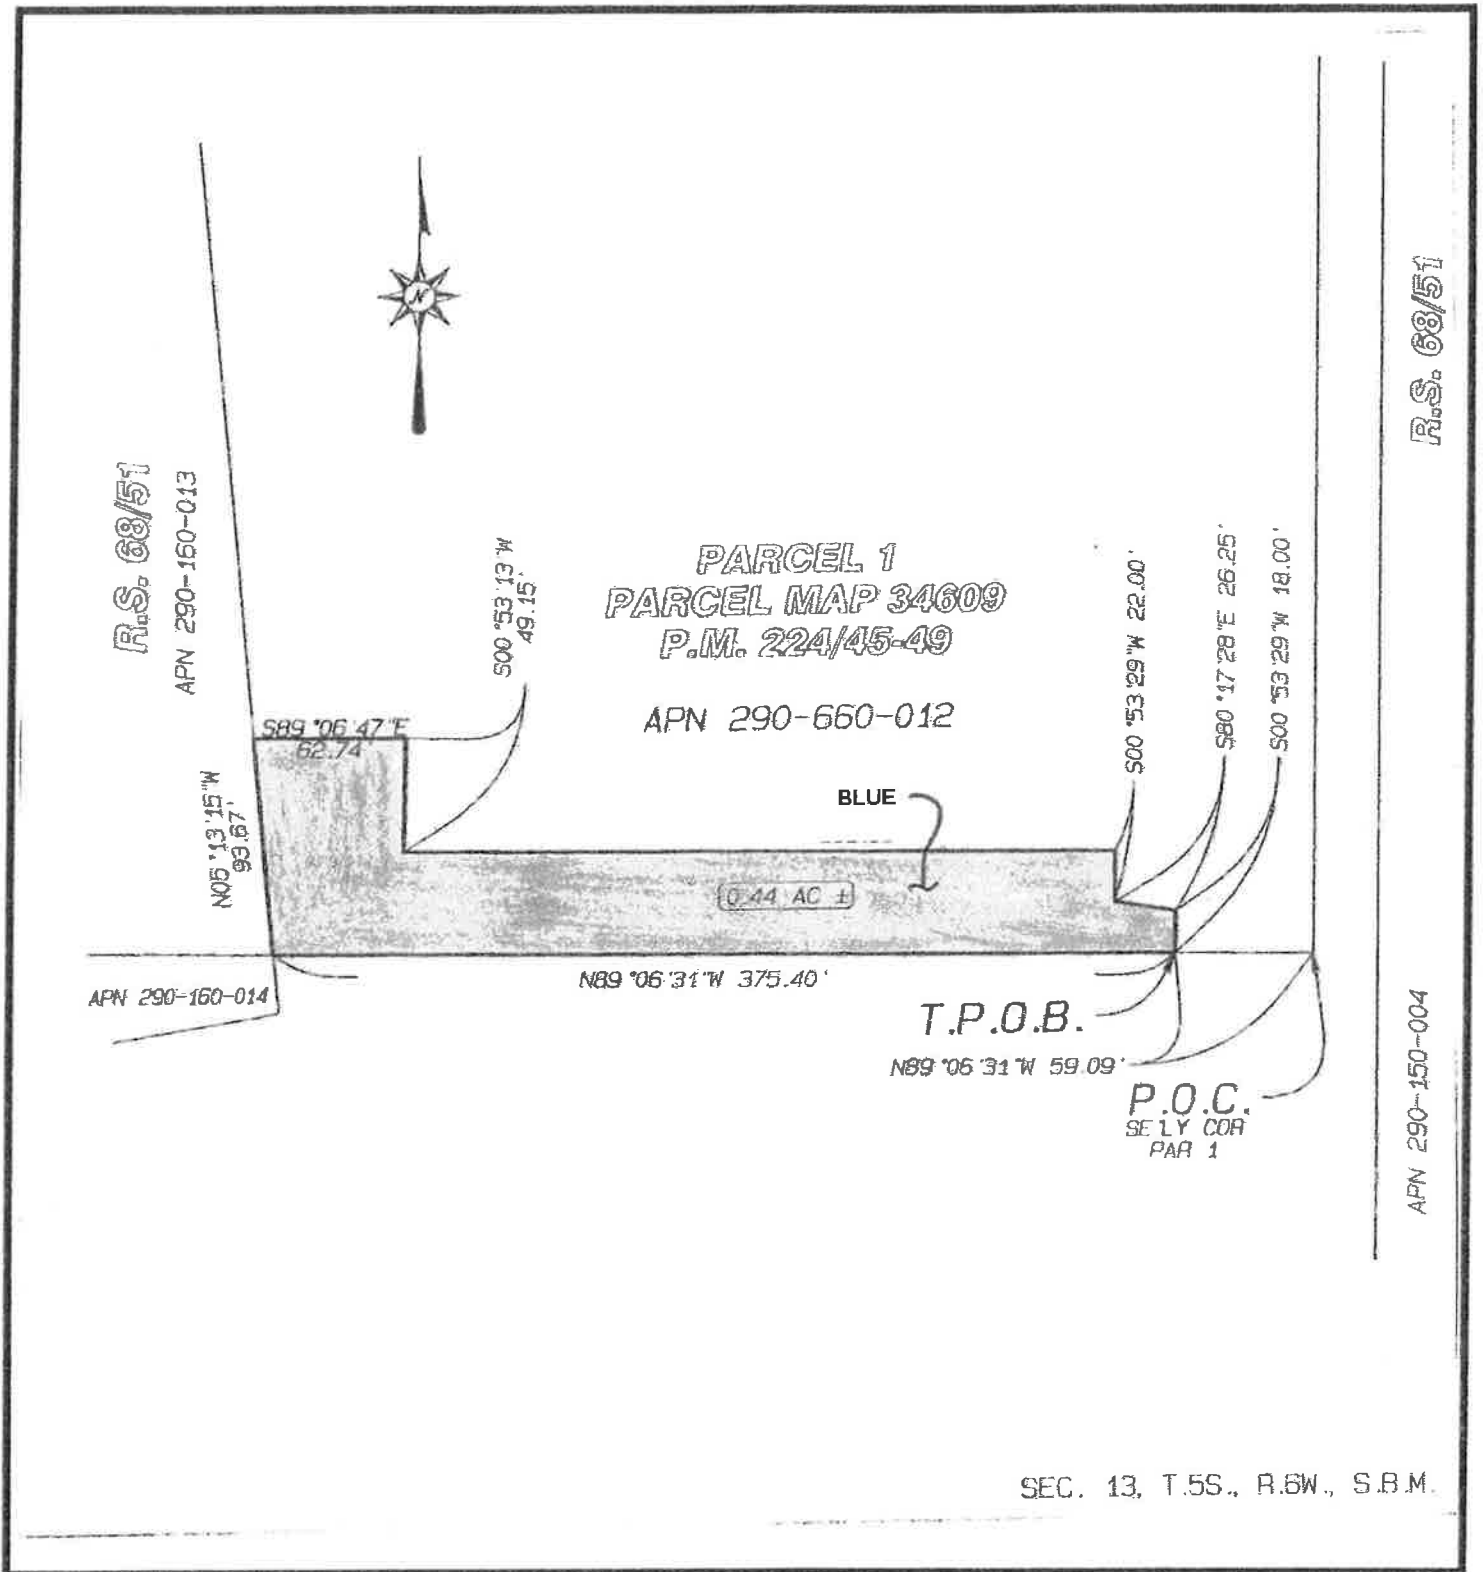 N
R.S. 68/51
R.S. 68/51
APN 290-160-013
S00°53'13"W
49.15'
PARCEL 1
PARCEL MAP 34609
P.M. 224/45-49
APN 290-660-012
S00°53'29"W 22.00'
S80°17'28"E 26.25'
S00°53'29"W 18.00'
S89°06'47"E
62.74'
N05°13'15"W
93.67'
BLUE
0.44 AC ±
N89°06'31"W 375.40'
APN 290-160-014
T.P.O.B.
N89°06'31"W 59.09'
P.O.C.
SE'LY COR
PAR 1
APN 290-150-004
SEC. 13, T.5S., R.6W., S.B.M.